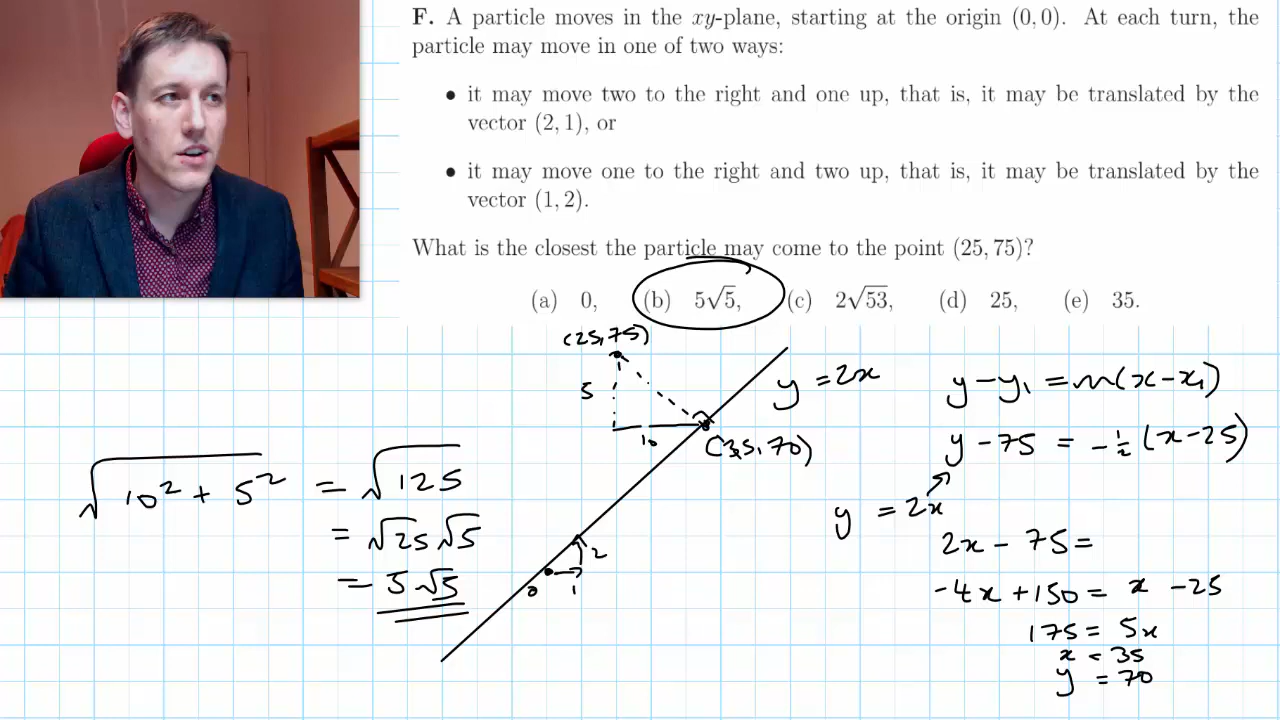 F. A particle moves in the xy-plane, starting at the origin (0, 0). At each turn, the
particle may move in one of two ways:
• it may move two to the right and one up, that is, it may be translated by the
vector (2, 1), or
• it may move one to the right and two up, that is, it may be translated by the
vector (1, 2).
What is the closest the particle may come to the point (25, 75)?
(a) 0, (b) 5√5, (c) 2√53, (d) 25, (e) 35.
(25,75)
5
10
y = 2x
(35,70)
0
1
2
√10² + 5² = √125
= √25 √5
= 5√5
y - y₁ = m(x - x₁)
y - 75 = -½(x - 25)
y = 2x
2x - 75 =
-4x + 150 = x - 25
175 = 5x
x = 35
y = 70